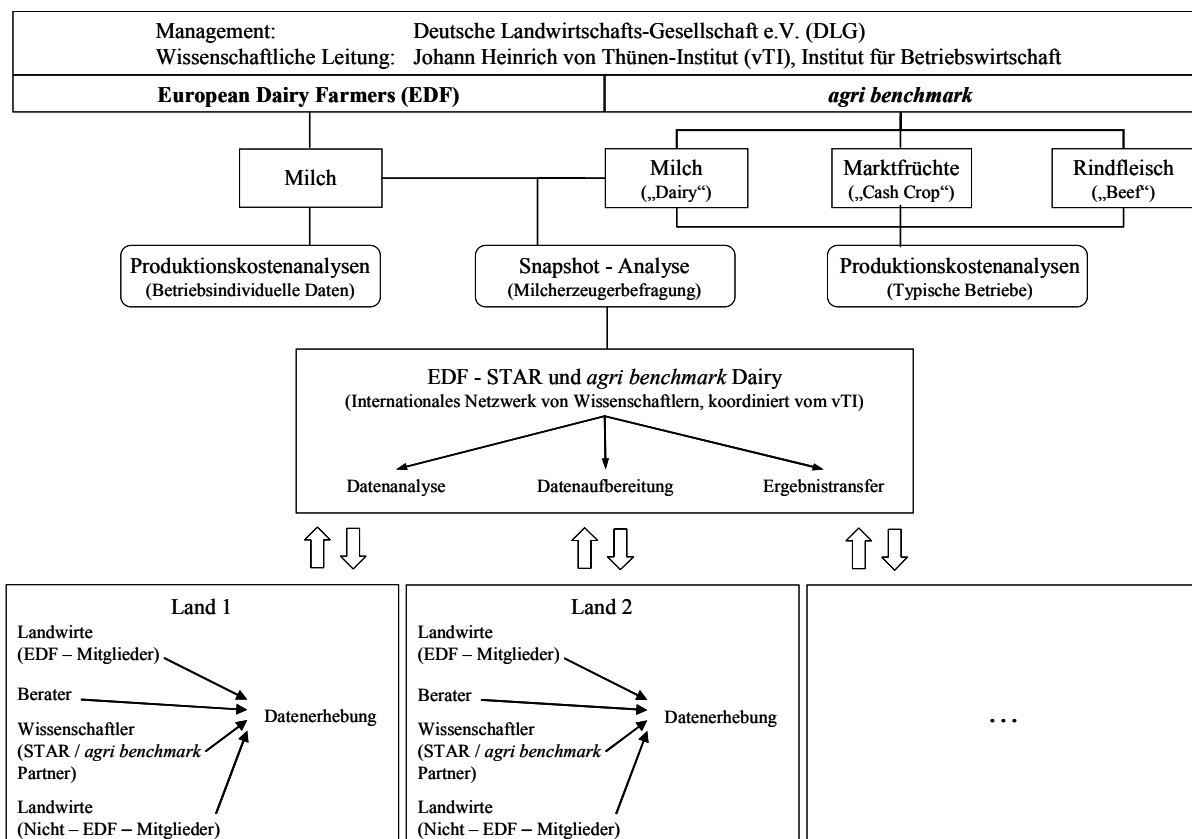 Management: Deutsche Landwirtschafts-Gesellschaft e.V. (DLG)
Wissenschaftliche Leitung: Johann Heinrich von Thünen-Institut (vTI), Institut für Betriebswirtschaft
European Dairy Farmers (EDF)
agri benchmark
Milch
Milch
(„Dairy“)
Marktfrüchte
(„Cash Crop“)
Rindfleisch
(„Beef“)
Produktionskostenanalysen
(Betriebsindividuelle Daten)
Snapshot - Analyse
(Milcherzeugerbefragung)
Produktionskostenanalysen
(Typische Betriebe)
EDF - STAR und agri benchmark Dairy
(Internationales Netzwerk von Wissenschaftlern, koordiniert vom vTI)
Datenanalyse
Datenaufbereitung
Ergebnistransfer
Land 1
Landwirte
(EDF – Mitglieder)
Berater
Wissenschaftler
(STAR / agri benchmark
Partner)
Landwirte
(Nicht – EDF – Mitglieder)
Datenerhebung
Land 2
Landwirte
(EDF – Mitglieder)
Berater
Wissenschaftler
(STAR / agri benchmark
Partner)
Landwirte
(Nicht – EDF – Mitglieder)
Datenerhebung
...